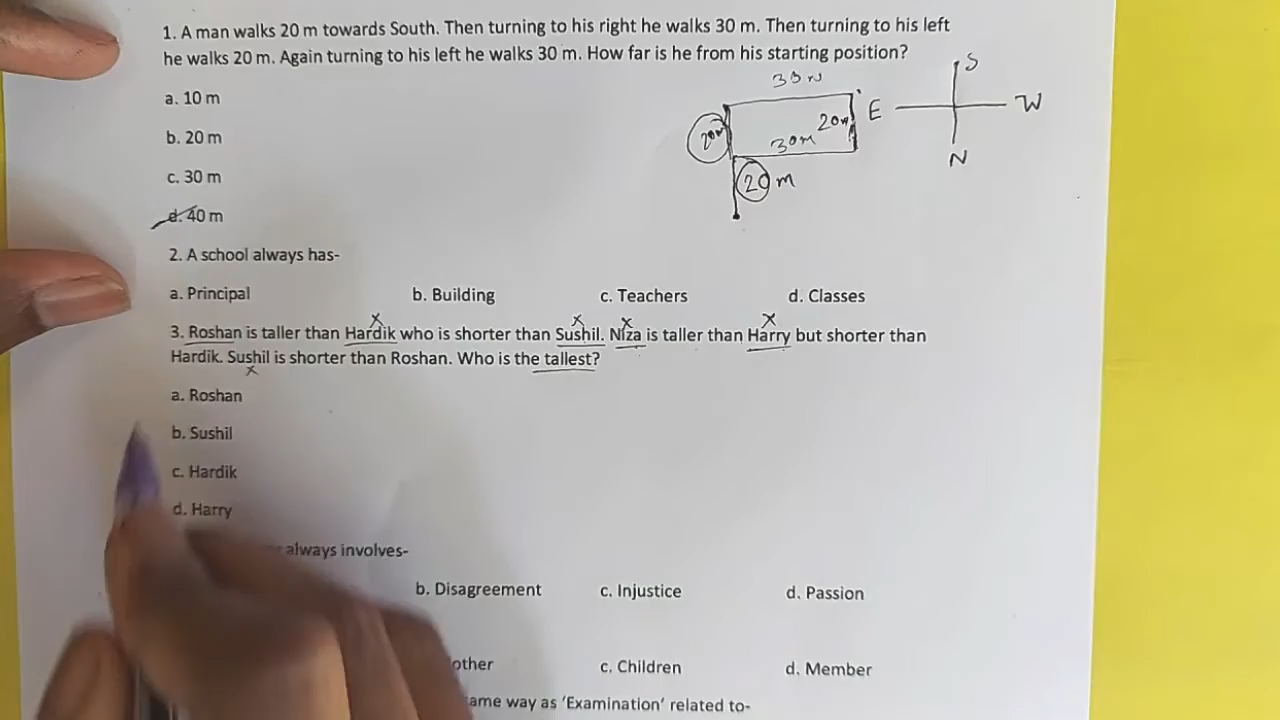 1. A man walks 20 m towards South. Then turning to his right he walks 30 m. Then turning to his left
he walks 20 m. Again turning to his left he walks 30 m. How far is he from his starting position?
a. 10 m
b. 20 m
c. 30 m
d. 40 m
20m
30m
20m
20 m
S
E
W
N
2. A school always has-
a. Principal b. Building c. Teachers d. Classes
3. Roshan is taller than Hardik who is shorter than Sushil. Niza is taller than Harry but shorter than
Hardik. Sushil is shorter than Roshan. Who is the tallest?
a. Roshan
b. Sushil
c. Hardik
d. Harry
always involves-
b. Disagreement c. Injustice d. Passion
c. Children d. Member
way as ‘Examination’ related to-